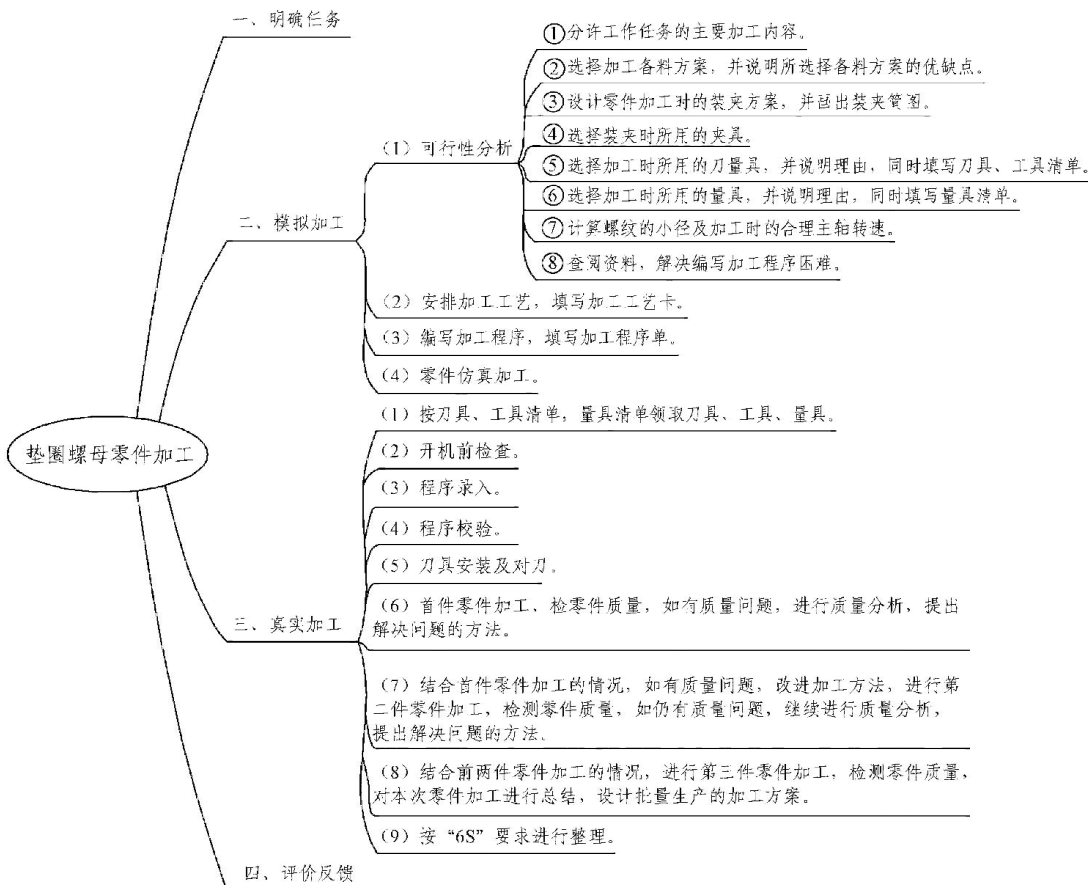 一、明确任务
①分许工作任务的主要加工内容。
②选择加工各料方案，并说明所选择各料方案的优缺点。
③设计零件加工时的装夹方案，并画出装夹简图。
④选择装夹时所用的夹具。
(1) 可行性分析
⑤选择加工时所用的刀量具，并说明理由，同时填写刀具、工具清单。
⑥选择加工时所用的量具，并说明理由，同时填写量具清单。
二、模拟加工
⑦计算螺纹的小径及加工时的合理主轴转速。
⑧查阅资料，解决编写加工程序困难。
(2) 安排加工工艺，填写加工工艺卡。
(3) 编写加工程序，填写加工程序单。
(4) 零件仿真加工。
(1) 按刀具、工具清单，量具清单领取刀具、工具、量具。
垫圈螺母零件加工
(2) 开机前检查。
(3) 程序录入。
(4) 程序校验。
(5) 刀具安装及对刀。
三、真实加工
(6) 首件零件加工、检零件质量，如有质量问题，进行质量分析，提出
解决问题的方法。
(7) 结合首件零件加工的情况，如有质量问题，改进加工方法，进行第
二件零件加工，检测零件质量，如仍有质量问题，继续进行质量分析，
提出解决问题的方法。
(8) 结合前两件零件加工的情况，进行第三件零件加工，检测零件质量，
对本次零件加工进行总结，设计批量生产的加工方案。
(9) 按“6S”要求进行整理。
四、评价反馈